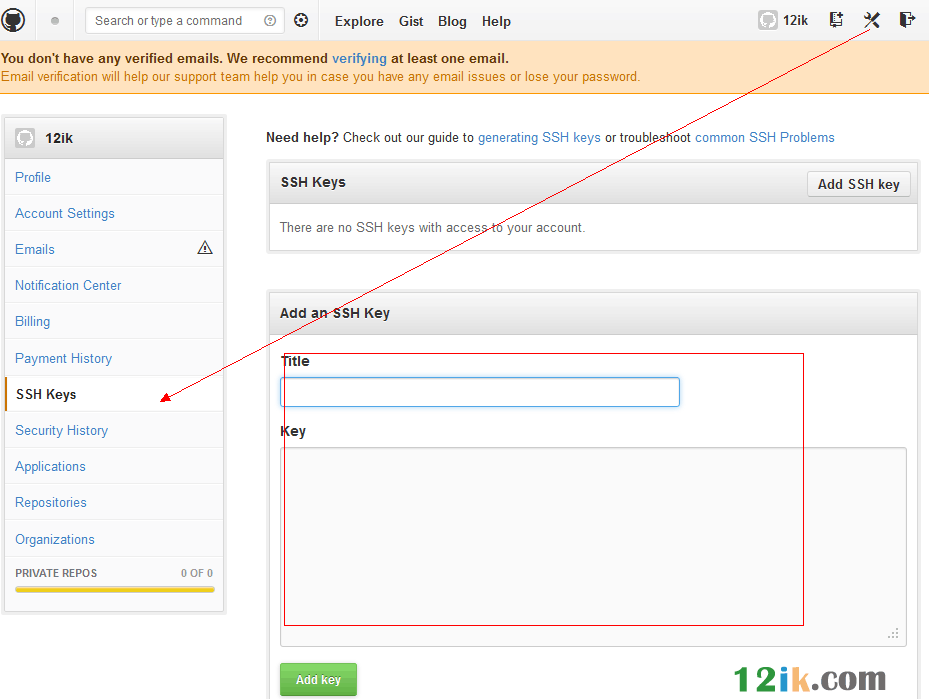 Search or type a command
Explore Gist Blog Help
12ik
You don't have any verified emails. We recommend verifying at least one email.
Email verification will help our support team help you in case you have any email issues or lose your password.
12ik
Profile
Account Settings
Emails
Notification Center
Billing
Payment History
SSH Keys
Security History
Applications
Repositories
Organizations
PRIVATE REPOS 0 OF 0
Need help? Check out our guide to generating SSH keys or troubleshoot common SSH Problems
SSH Keys
Add SSH key
There are no SSH keys with access to your account.
Add an SSH Key
Title
Key
Add key
12ik.com